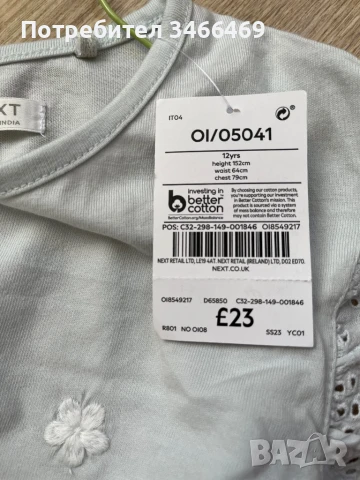 Потребител 3466469
XT
INDIA
IT04
OI/05041
12yrs
height 152cm
waist 64cm
chest 79cm
investing in
better
cotton
BetterCotton.org/MassBalance
By choosing our cotton products,
you're supporting our investment in
Better Cotton's mission. This
product is sourced via a system
of mass balance and therefore
may not contain Better Cotton.
POS: C32-298-149-001846 OI8549217
NEXT RETAIL LTD, LE19 4AT. NEXT RETAIL (IRELAND) LTD, D02 ED70.
NEXT.CO.UK
OI8549217 D65850 C32-298-149-001846
£23
R801 NO OI08 SS23 YC01
bazar